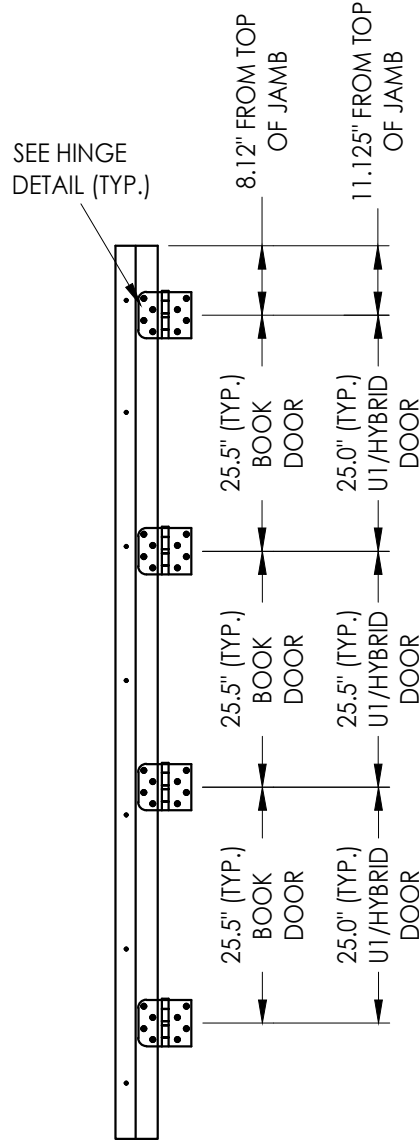 SEE HINGE
DETAIL (TYP.)
8.12" FROM TOP
OF JAMB
11.125" FROM TOP
OF JAMB
25.5" (TYP.)
BOOK
DOOR
25.0" (TYP.)
U1/HYBRID
DOOR
25.5" (TYP.)
BOOK
DOOR
25.5" (TYP.)
U1/HYBRID
DOOR
25.5" (TYP.)
BOOK
DOOR
25.0" (TYP.)
U1/HYBRID
DOOR